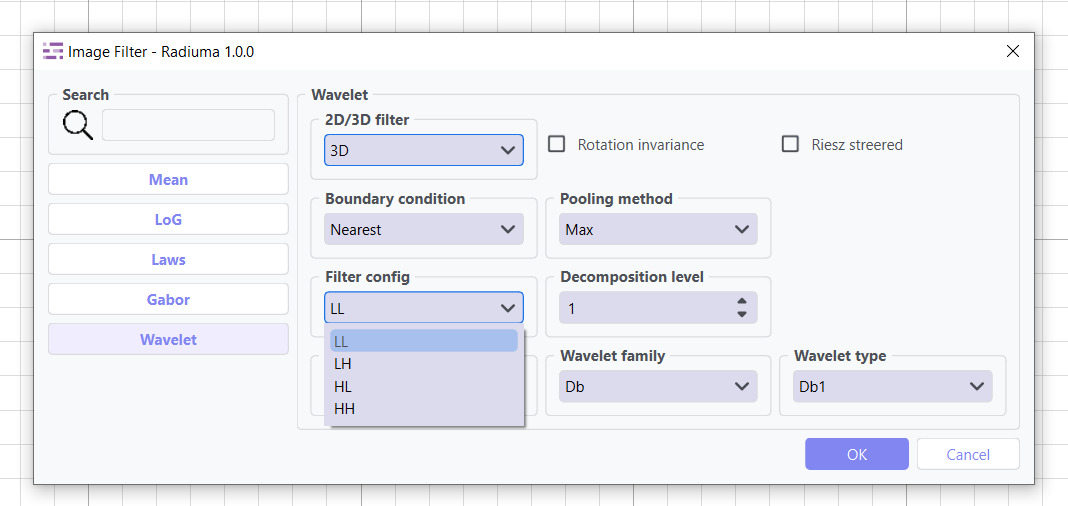 Image Filter - Radiuma 1.0.0
Search
Mean
LoG
Laws
Gabor
Wavelet
Wavelet
2D/3D filter
3D
Rotation invariance
Riesz streered
Boundary condition
Nearest
Pooling method
Max
Filter config
LL
LL
LH
HL
HH
Decomposition level
1
Wavelet family
Db
Wavelet type
Db1
OK
Cancel